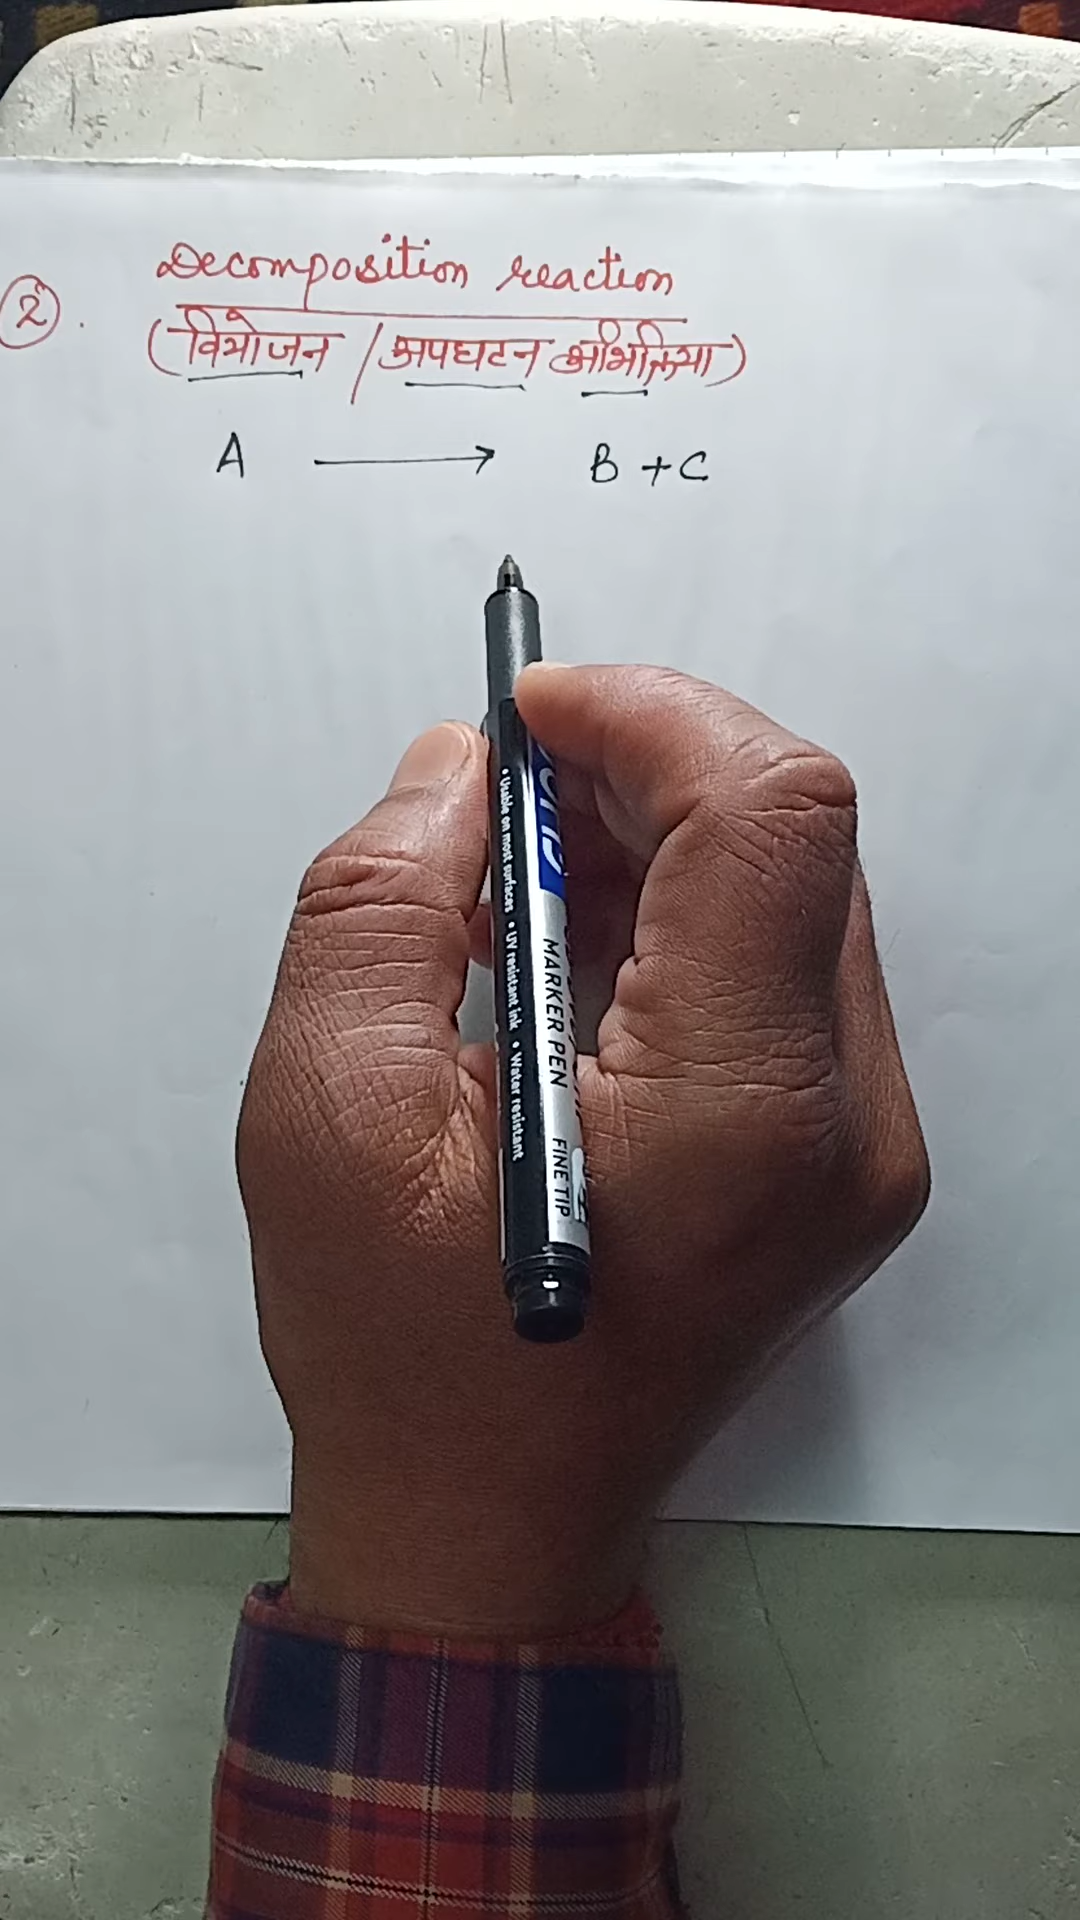 Decomposition reaction
2.
(वियोजन / अपघटन अभिक्रिया)
A ⟶ B + C
• Usable on most surfaces • UV resistant ink • Water resistant
MARKER PEN FINE TIP